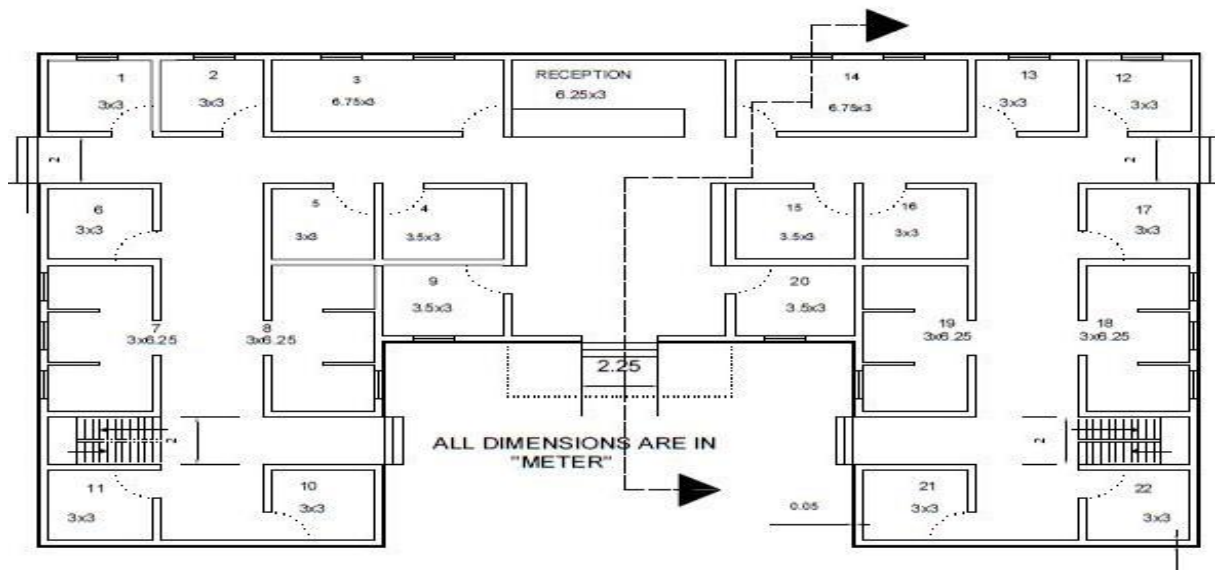 1
3x3
2
3x3
3
6.75x3
RECEPTION
6.25x3
14
6.75x3
13
3x3
12
3x3
2
2
6
3x3
5
3x3
4
3.5x3
15
3.5x3
16
3x3
17
3x3
9
3.5x3
20
3.5x3
7
3x6.25
8
3x6.25
19
3x6.25
18
3x6.25
2.25
2
2
ALL DIMENSIONS ARE IN
"METER"
11
3x3
10
3x3
0.05
21
3x3
22
3x3